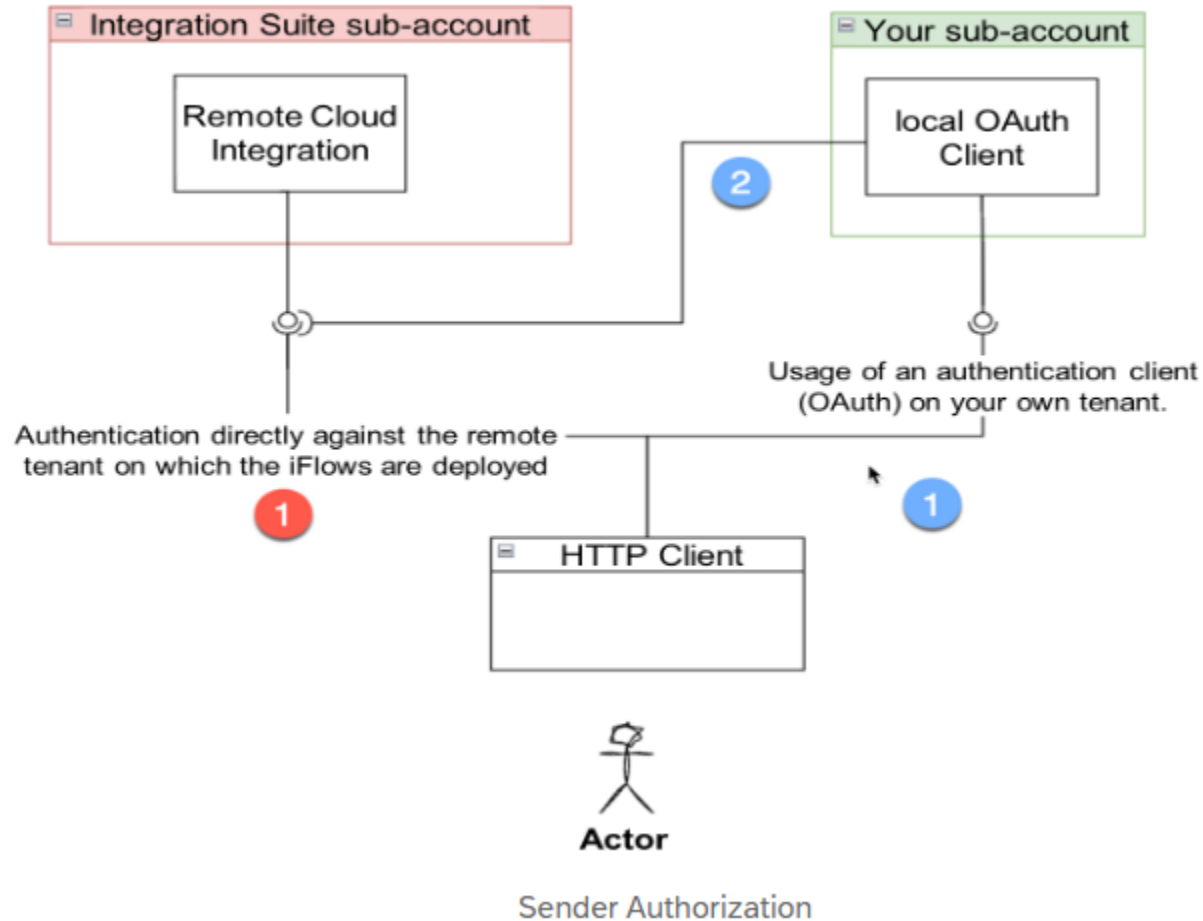 Integration Suite sub-account
Your sub-account
Remote Cloud
Integration
local OAuth
Client
2
Usage of an authentication client
(OAuth) on your own tenant.
Authentication directly against the remote
tenant on which the iFlows are deployed
1
1
HTTP Client
Actor
Sender Authorization